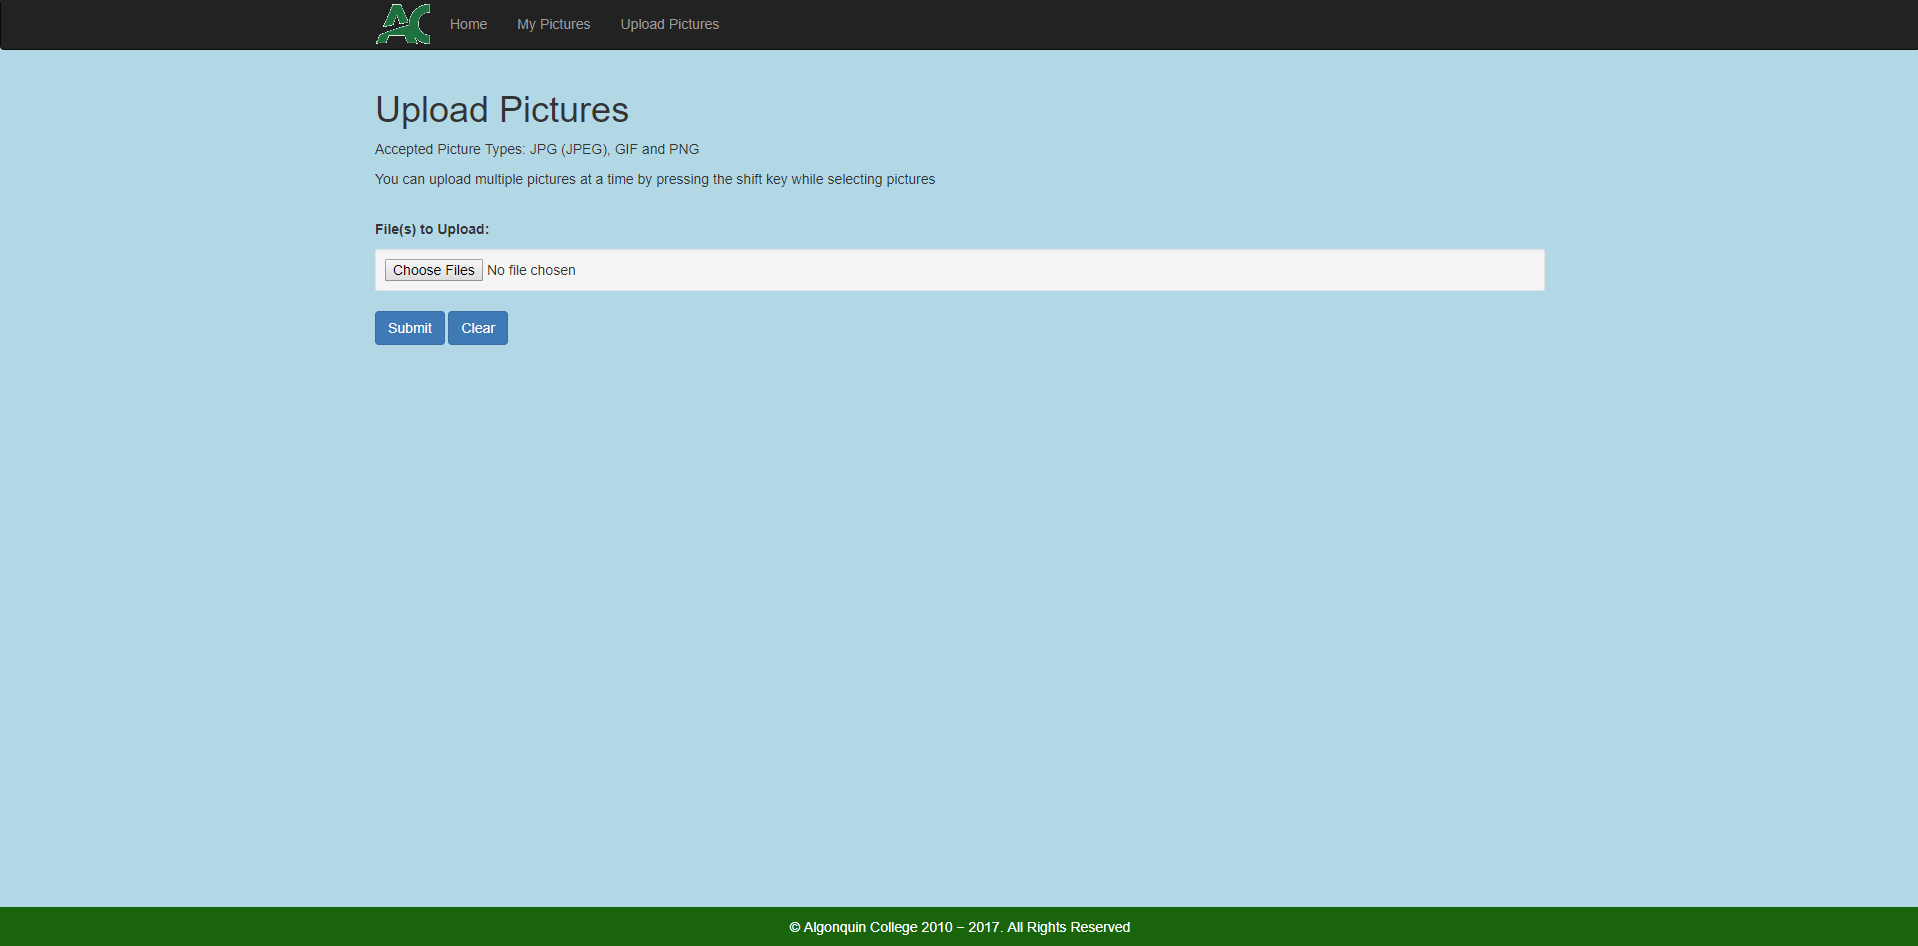 AC Home My Pictures Upload Pictures
Upload Pictures
Accepted Picture Types: JPG (JPEG), GIF and PNG
You can upload multiple pictures at a time by pressing the shift key while selecting pictures
File(s) to Upload:
Choose Files No file chosen
Submit Clear
© Algonquin College 2010 – 2017. All Rights Reserved